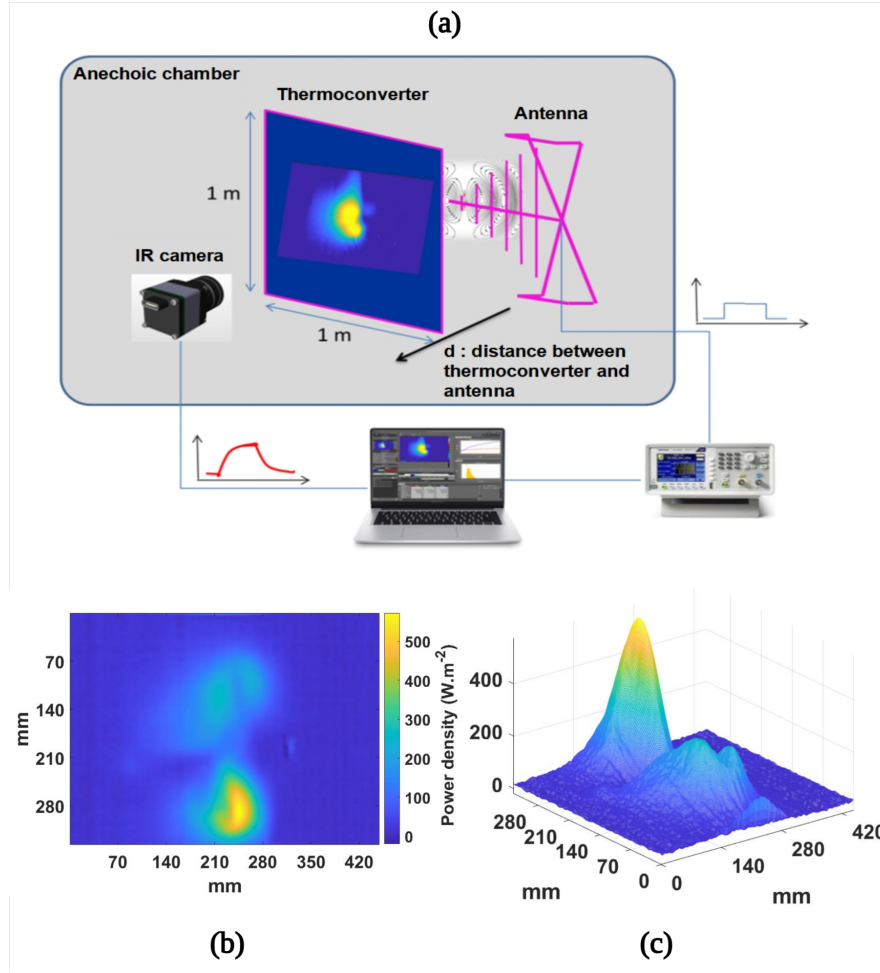 (a)
Anechoic chamber
Thermoconverter
Antenna
1 m
IR camera
1 m
d : distance between
thermoconverter and
antenna
70
140
210
280
mm
70 140 210 280 350 420
mm
500
400
300
200
100
0
Power density (W.m-2)
400
200
0
280
210
140
70
0
mm
0
140
280
420
mm
(b)
(c)